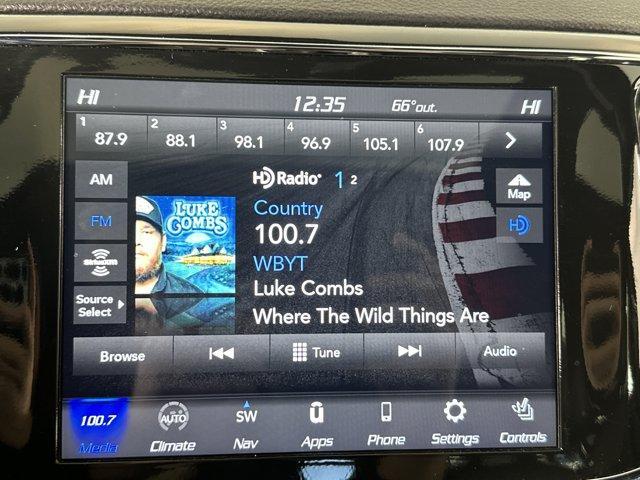 HI 12:35 66°out. HI
1 87.9 2 88.1 3 98.1 4 96.9 5 105.1 6 107.9
AM HD Radio 1 2 Map
FM LUKE COMBS Country HD
100.7
SiriusXM WBYT
Source Select Luke Combs
Where The Wild Things Are
Browse Tune Audio
100.7 AUTO SW ü
Media Climate Nav Apps Phone Settings Controls